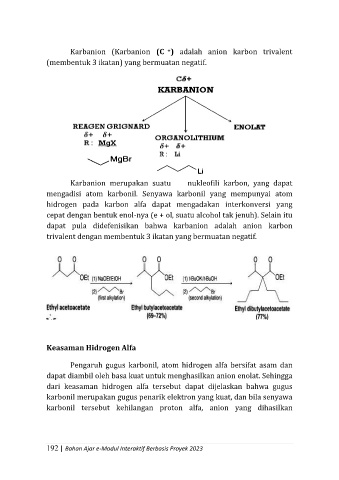 Karbanion (Karbanion (C ⁻) adalah anion karbon trivalent
(membentuk 3 ikatan) yang bermuatan negatif.
Cδ+
KARBANION
REAGEN GRIGNARD
ORGANOLITHIUM
ENOLAT
δ+ δ+
R : MgX
δ+ δ+
R : Li
MgBr
Li
Karbanion merupakan suatu nukleofili karbon, yang dapat
mengadisi atom karbonil. Senyawa karbonil yang mempunyai atom
hidrogen pada karbon alfa dapat mengadakan interkonversi yang
cepat dengan bentuk enol-nya (e + ol, suatu alcohol tak jenuh). Selain itu
dapat pula didefenisikan bahwa karbanion adalah anion karbon
trivalent dengan membentuk 3 ikatan yang bermuatan negatif.
O O
OEt
(1) NaOEt/EtOH
(2) Br
(first alkylation)
O O
OEt
(1) t-BuOK/t-BuOH
(2) Br
(second alkylation)
O O
OEt
Ethyl acetoacetate
Ethyl butylacetoacetate
(69–72%)
Ethyl dibutylacetoacetate
(77%)
Keasaman Hidrogen Alfa
Pengaruh gugus karbonil, atom hidrogen alfa bersifat asam dan
dapat diambil oleh basa kuat untuk menghasilkan anion enolat. Sehingga
dari keasaman hidrogen alfa tersebut dapat dijelaskan bahwa gugus
karbonil merupakan gugus penarik elektron yang kuat, dan bila senyawa
karbonil tersebut kehilangan proton alfa, anion yang dihasilkan
192 | Bahan Ajar e-Modul Interaktif Berbasis Proyek 2023